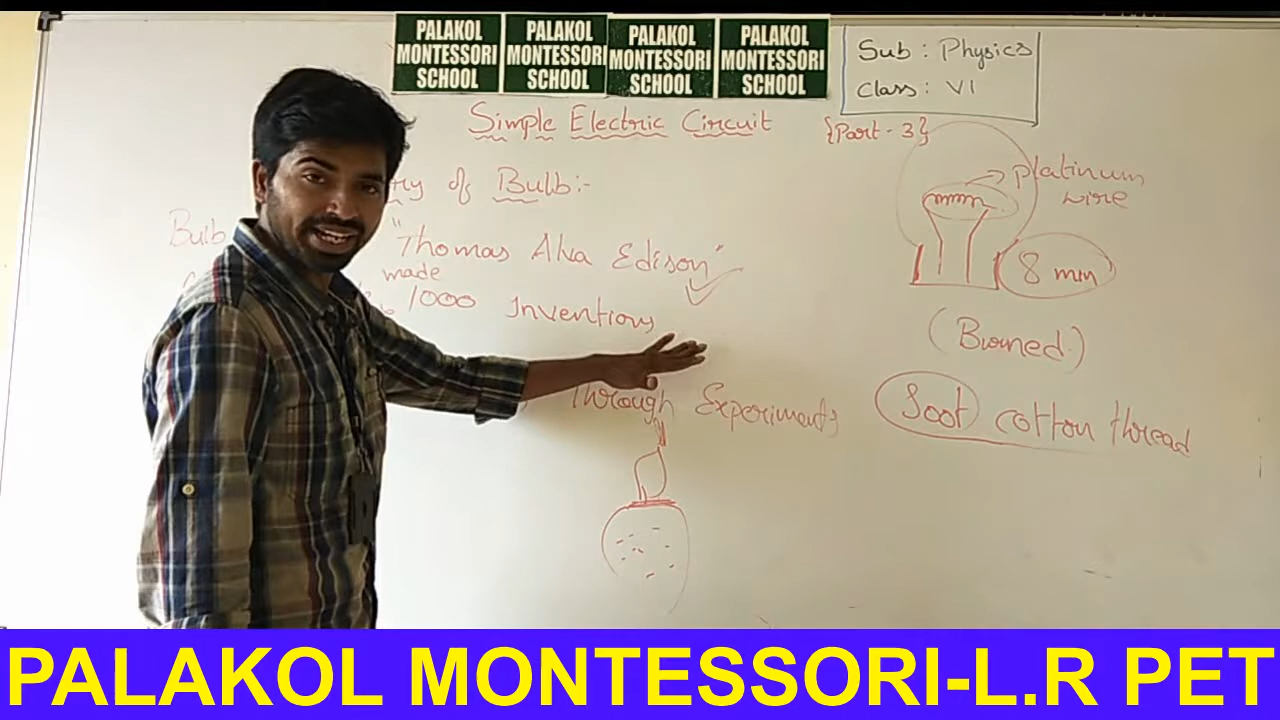 PALAKOL MONTESSORI SCHOOL
PALAKOL MONTESSORI SCHOOL
PALAKOL MONTESSORI SCHOOL
PALAKOL MONTESSORI SCHOOL
Sub : Physics
Class : VI
Simple Electric Circuit {Part - 3}
ry of Bulb:-
platinum
wire
Bulb "Thomas Alva Edison"
made
8 min
1000 Inventions
(Burned)
Through Experiments
Soot cotton thread
PALAKOL MONTESSORI-L.R PET